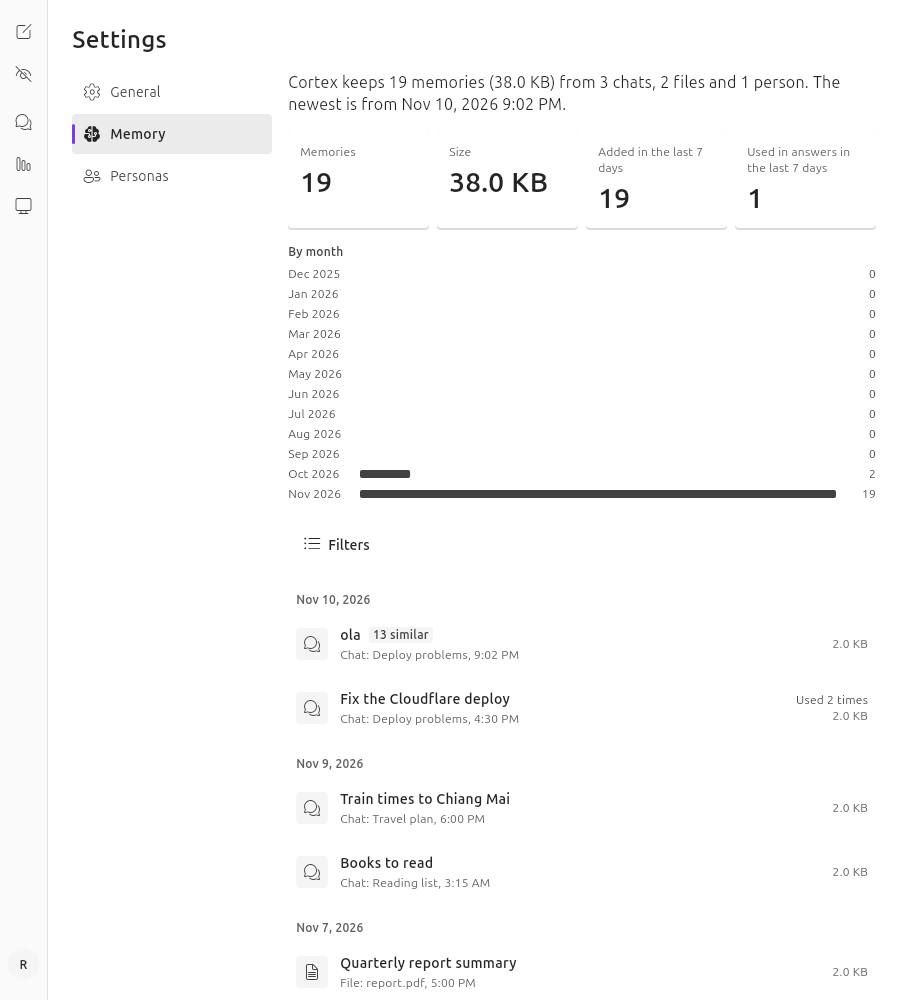 Settings
General
Memory
Personas
Cortex keeps 19 memories (38.0 KB) from 3 chats, 2 files and 1 person. The
newest is from Nov 10, 2026 9:02 PM.
Memories
19
Size
38.0 KB
Added in the last 7
days
19
Used in answers in
the last 7 days
1
By month
Dec 2025 0
Jan 2026 0
Feb 2026 0
Mar 2026 0
Apr 2026 0
May 2026 0
Jun 2026 0
Jul 2026 0
Aug 2026 0
Sep 2026 0
Oct 2026 2
Nov 2026 19
Filters
Nov 10, 2026
ola 13 similar
Chat: Deploy problems, 9:02 PM
2.0 KB
Fix the Cloudflare deploy
Chat: Deploy problems, 4:30 PM
Used 2 times
2.0 KB
Nov 9, 2026
Train times to Chiang Mai
Chat: Travel plan, 6:00 PM
2.0 KB
Books to read
Chat: Reading list, 3:15 AM
2.0 KB
Nov 7, 2026
Quarterly report summary
File: report.pdf, 5:00 PM
2.0 KB
R